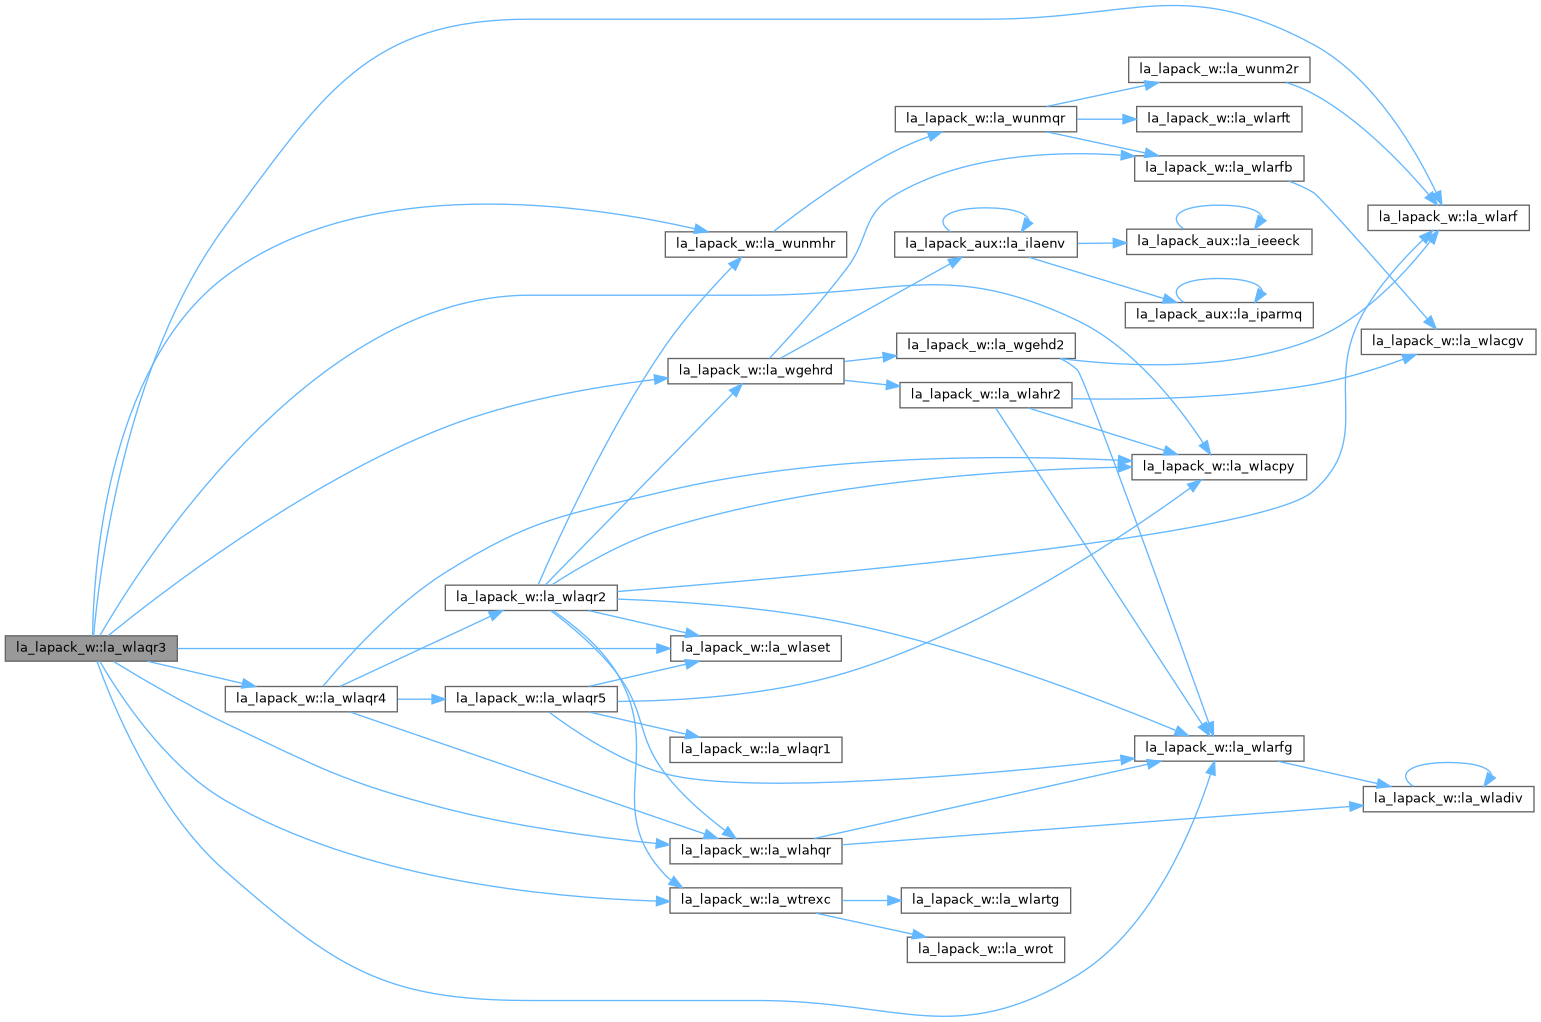 la_lapack_w::la_wunm2r
la_lapack_w::la_wunmqr
la_lapack_w::la_wlarft
la_lapack_w::la_wlarfb
la_lapack_w::la_wlarf
la_lapack_w::la_wunmhr
la_lapack_aux::la_ilaenv
la_lapack_aux::la_ieeeck
la_lapack_aux::la_iparmq
la_lapack_w::la_wgehd2
la_lapack_w::la_wlacgv
la_lapack_w::la_wgehrd
la_lapack_w::la_wlahr2
la_lapack_w::la_wlacpy
la_lapack_w::la_wlaqr2
la_lapack_w::la_wlaqr3
la_lapack_w::la_wlaset
la_lapack_w::la_wlaqr4
la_lapack_w::la_wlaqr5
la_lapack_w::la_wlaqr1
la_lapack_w::la_wlarfg
la_lapack_w::la_wladiv
la_lapack_w::la_wlahqr
la_lapack_w::la_wtrexc
la_lapack_w::la_wlartg
la_lapack_w::la_wrot